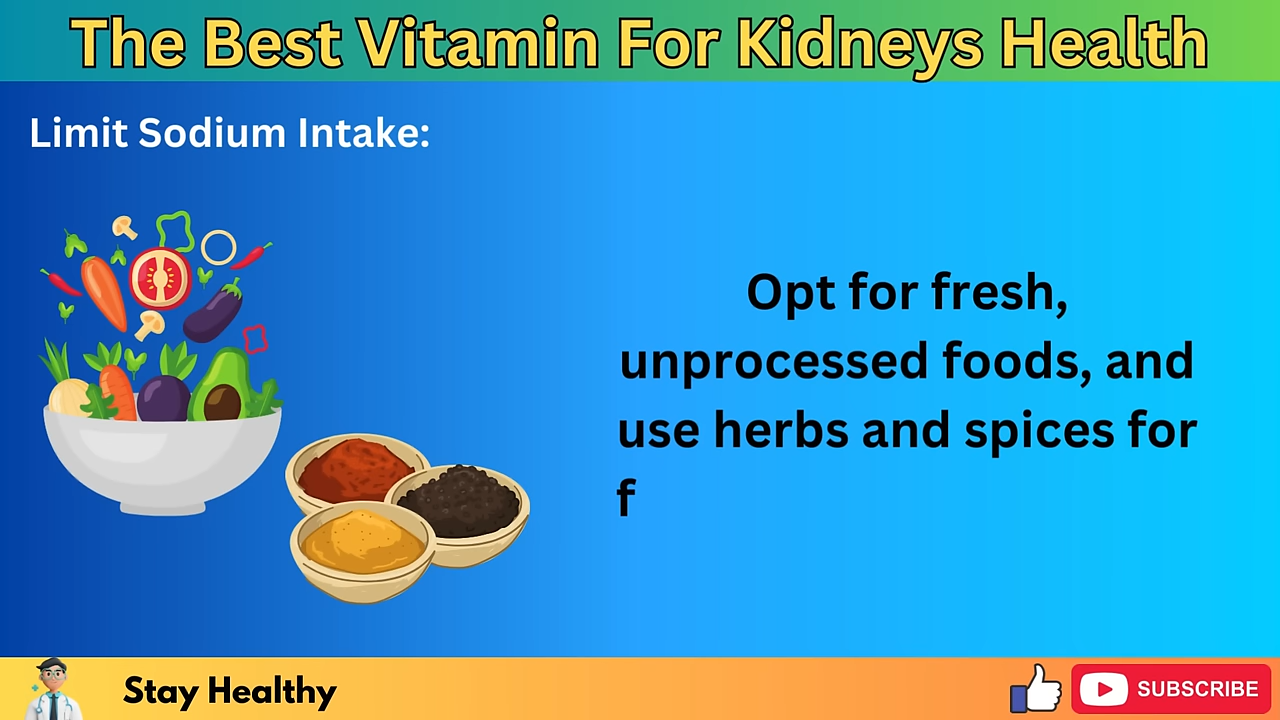 The Best Vitamin For Kidneys Health
Limit Sodium Intake:
Opt for fresh,
unprocessed foods, and
use herbs and spices for
f
Stay Healthy
SUBSCRIBE